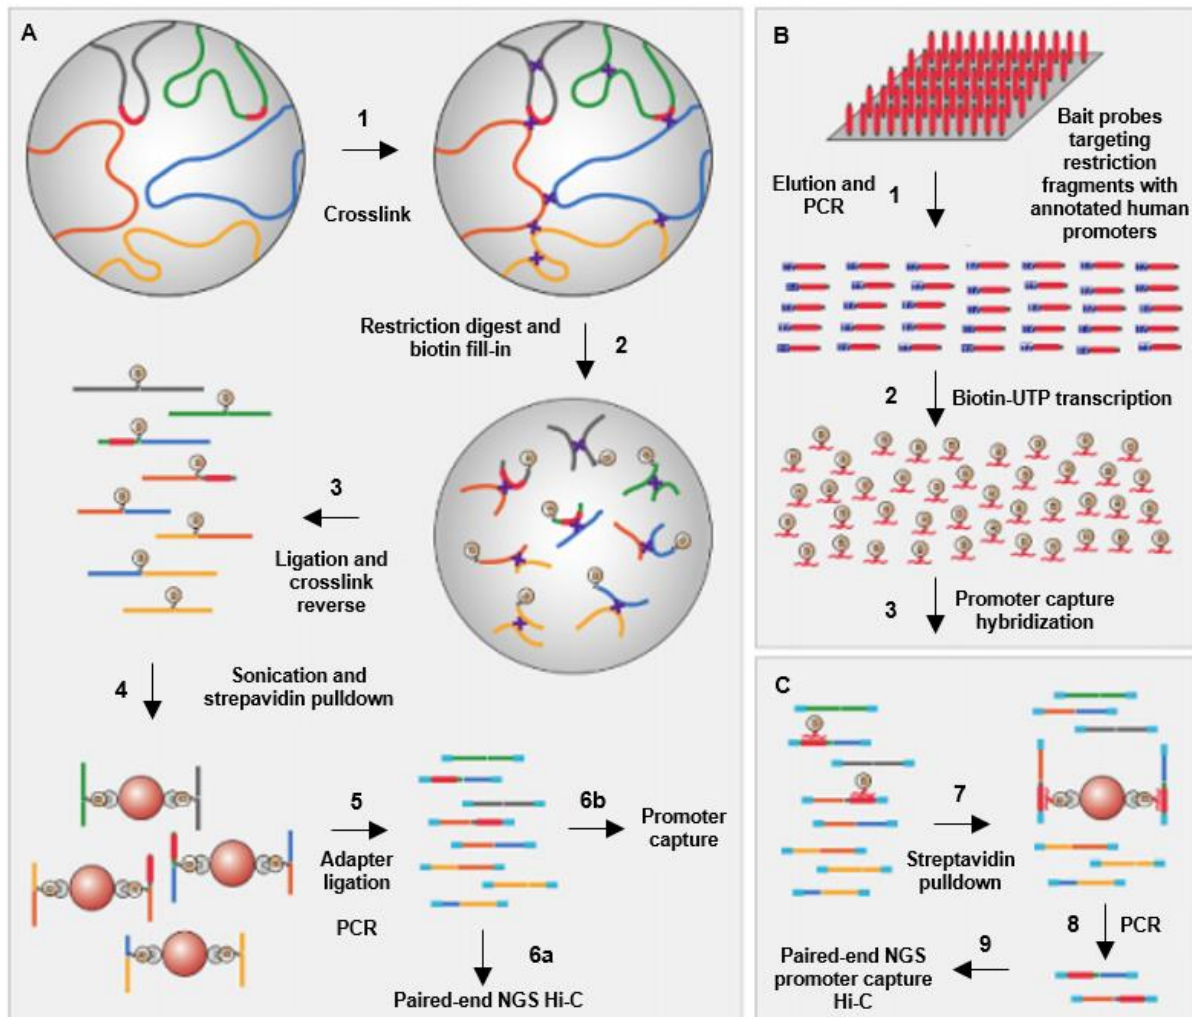 A
1
Crosslink
Restriction digest and
biotin fill-in
2
3
Ligation and
crosslink
reverse
4
Sonication and
strepavidin pulldown
5
Adapter
ligation
PCR
6b
Promoter
capture
6a
Paired-end NGS Hi-C
B
Bait probes
targeting
restriction
fragments with
annotated human
promoters
Elution and
PCR
1
2
Biotin-UTP transcription
3
Promoter capture
hybridization
C
7
Streptavidin
pulldown
8
PCR
9
Paired-end NGS
promoter capture
Hi-C